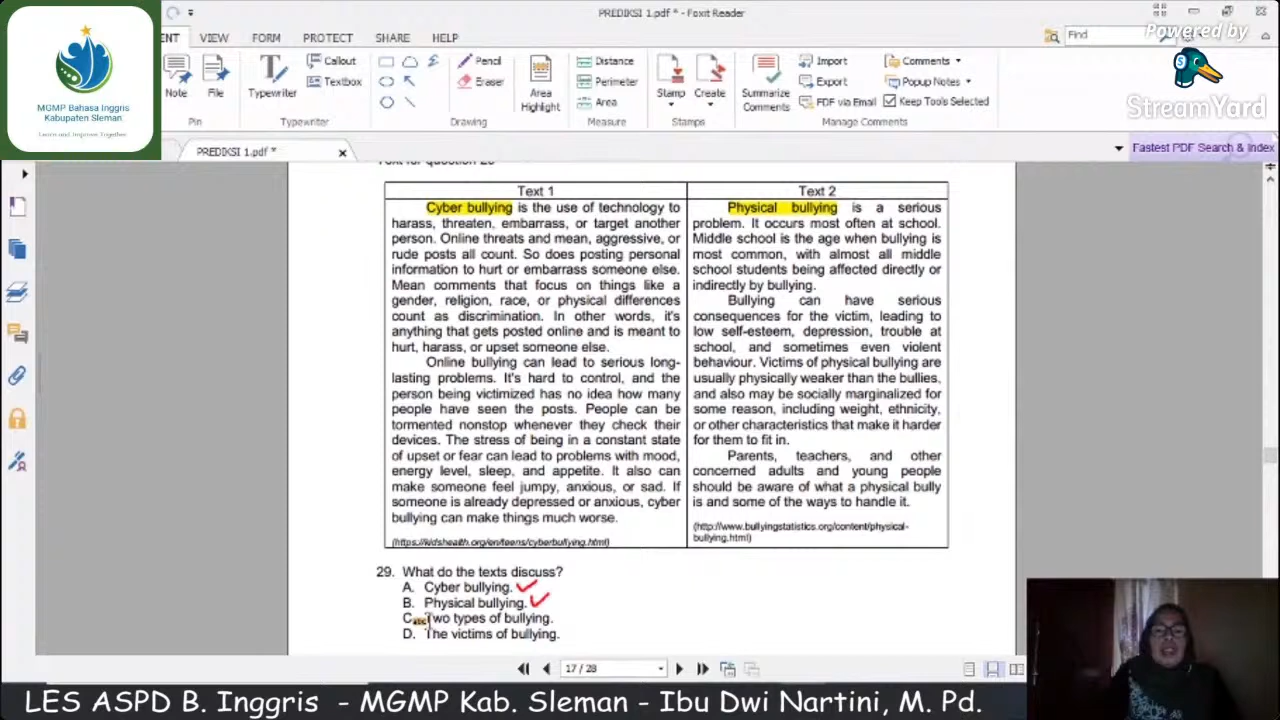 PREDIKSI 1.pdf * - Foxit Reader
Powered by
StreamYard
MGMP Bahasa Inggris
Kabupaten Sleman
Learn and Improve Together
ENT VIEW FORM PROTECT SHARE HELP
Find
Note
File
Pin
Typewriter
Callout
Textbox
Typewriter
Pencil
Eraser
Drawing
Area
Highlight
Distance
Perimeter
Area
Measure
Stamp
Create
Stamps
Summarize
Comments
Import
Export
FDF via Email
Comments
Popup Notes
Keep Tools Selected
Manage Comments
PREDIKSI 1.pdf *
Fastest PDF Search & Index
Text for question 29
Text 1
Cyber bullying is the use of technology to
harass, threaten, embarrass, or target another
person. Online threats and mean, aggressive, or
rude posts all count. So does posting personal
information to hurt or embarrass someone else.
Mean comments that focus on things like a
gender, religion, race, or physical differences
count as discrimination. In other words, it's
anything that gets posted online and is meant to
hurt, harass, or upset someone else.
Online bullying can lead to serious long-
lasting problems. It's hard to control, and the
person being victimized has no idea how many
people have seen the posts. People can be
tormented nonstop whenever they check their
devices. The stress of being in a constant state
of upset or fear can lead to problems with mood,
energy level, sleep, and appetite. It also can
make someone feel jumpy, anxious, or sad. If
someone is already depressed or anxious, cyber
bullying can make things much worse.
(https://kidshealth.org/en/teens/cyberbullying.html)
Text 2
Physical bullying is a serious
problem. It occurs most often at school.
Middle school is the age when bullying is
most common, with almost all middle
school students being affected directly or
indirectly by bullying.
Bullying can have serious
consequences for the victim, leading to
low self-esteem, depression, trouble at
school, and sometimes even violent
behaviour. Victims of physical bullying are
usually physically weaker than the bullies,
and also may be socially marginalized for
some reason, including weight, ethnicity,
or other characteristics that make it harder
for them to fit in.
Parents, teachers, and other
concerned adults and young people
should be aware of what a physical bully
is and some of the ways to handle it.
(http://www.bullyingstatistics.org/content/physical-
bullying.html)
29. What do the texts discuss?
A. Cyber bullying.
B. Physical bullying.
C. Two types of bullying.
D. The victims of bullying.
17 / 28
LES ASPD B. Inggris - MGMP Kab. Sleman - Ibu Dwi Nartini, M. Pd.